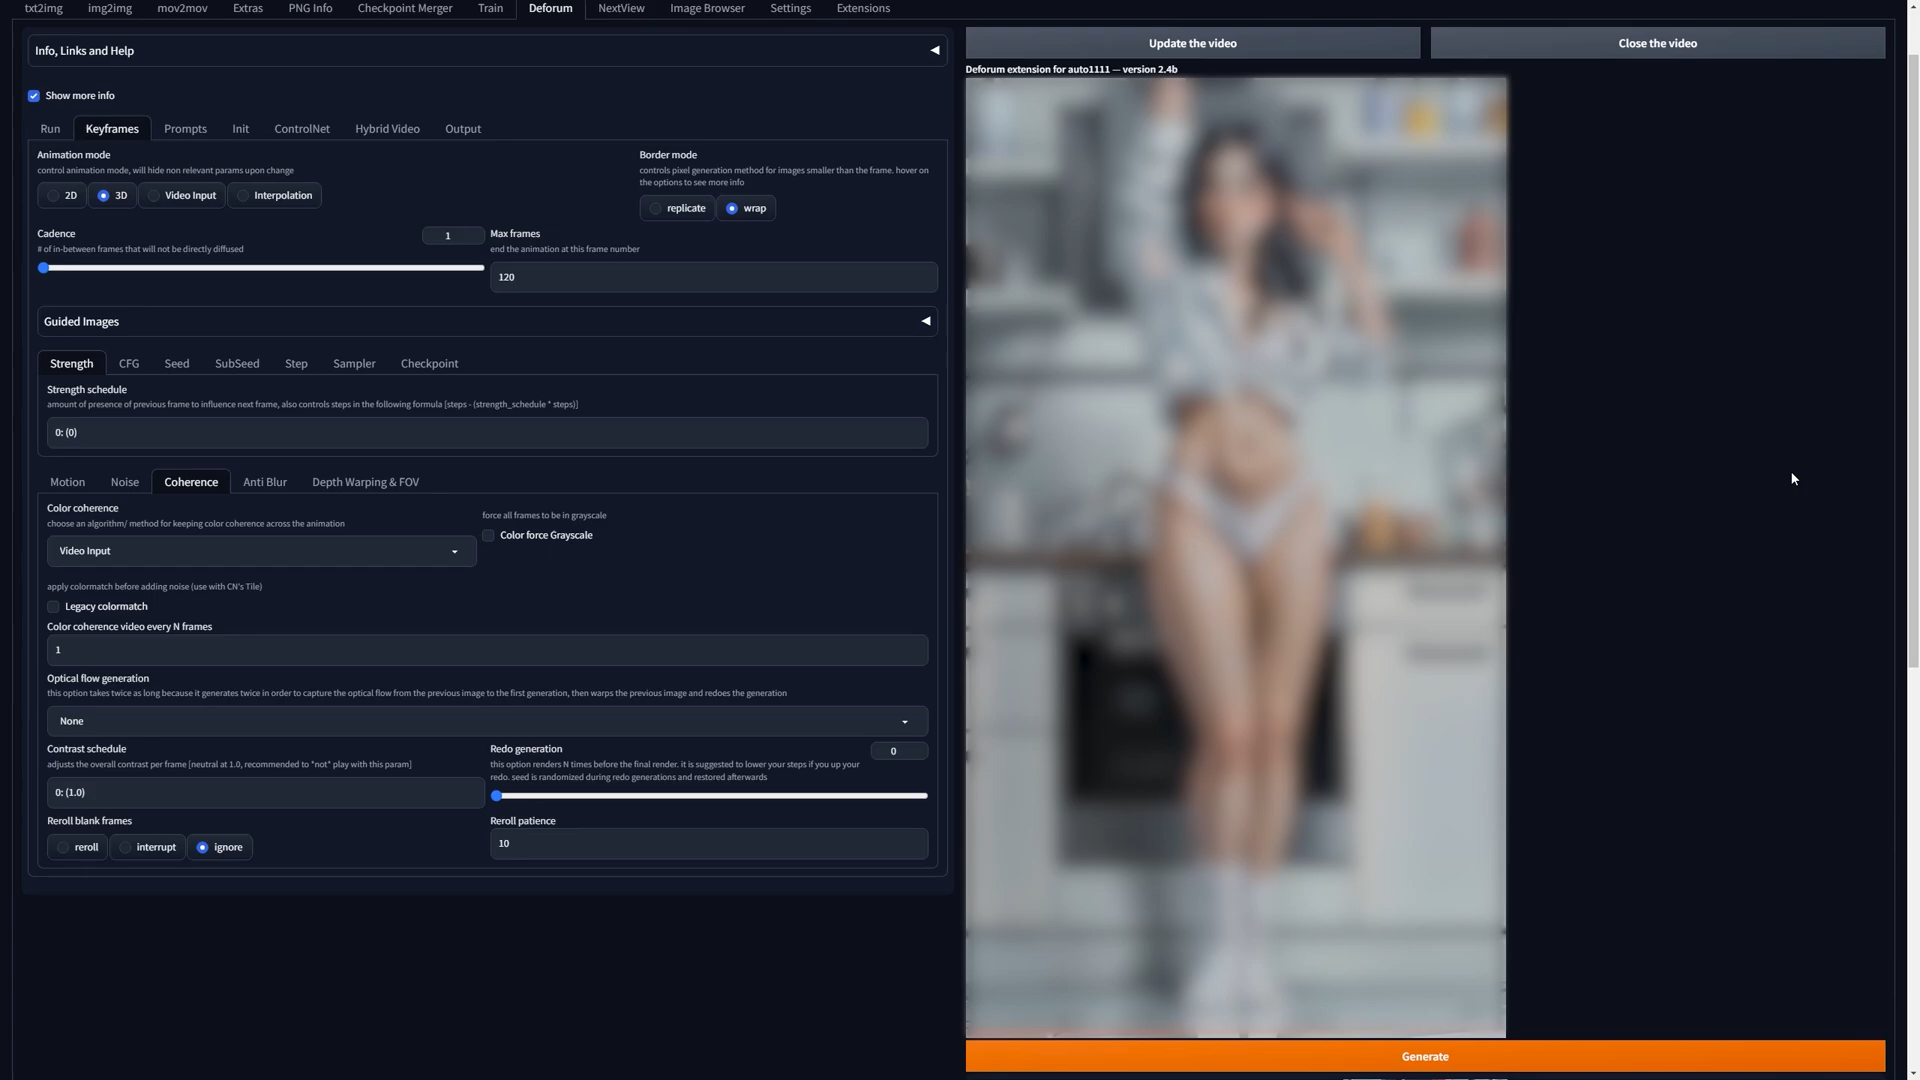 txt2img img2img mov2mov Extras PNG Info Checkpoint Merger Train Deforum NextView Image Browser Settings Extensions
Info, Links and Help
Show more info
Run Keyframes Prompts Init ControlNet Hybrid Video Output
Animation mode
control animation mode, will hide non relevant params upon change
2D 3D Video Input Interpolation
Border mode
controls pixel generation method for images smaller than the frame. hover on
the options to see more info
replicate wrap
Cadence 1
# of in-between frames that will not be directly diffused
Max frames
end the animation at this frame number
120
Guided Images
Strength CFG Seed SubSeed Step Sampler Checkpoint
Strength schedule
amount of presence of previous frame to influence next frame, also controls steps in the following formula [steps - (strength_schedule * steps)]
0: (0)
Motion Noise Coherence Anti Blur Depth Warping & FOV
Color coherence
choose an algorithm/ method for keeping color coherence across the animation
Video Input
force all frames to be in grayscale
Color force Grayscale
apply colormatch before adding noise (use with CN's Tile)
Legacy colormatch
Color coherence video every N frames
1
Optical flow generation
this option takes twice as long because it generates twice in order to capture the optical flow from the previous image to the first generation, then warps the previous image and redoes the generation
None
Contrast schedule
adjusts the overall contrast per frame [neutral at 1.0, recommended to *not* play with this param]
0: (1.0)
Redo generation 0
this option renders N times before the final render. it is suggested to lower your steps if you up your
redo. seed is randomized during redo generations and restored afterwards
Reroll blank frames
reroll interrupt ignore
Reroll patience
10
Update the video Close the video
Deforum extension for auto1111 — version 2.4b
Generate